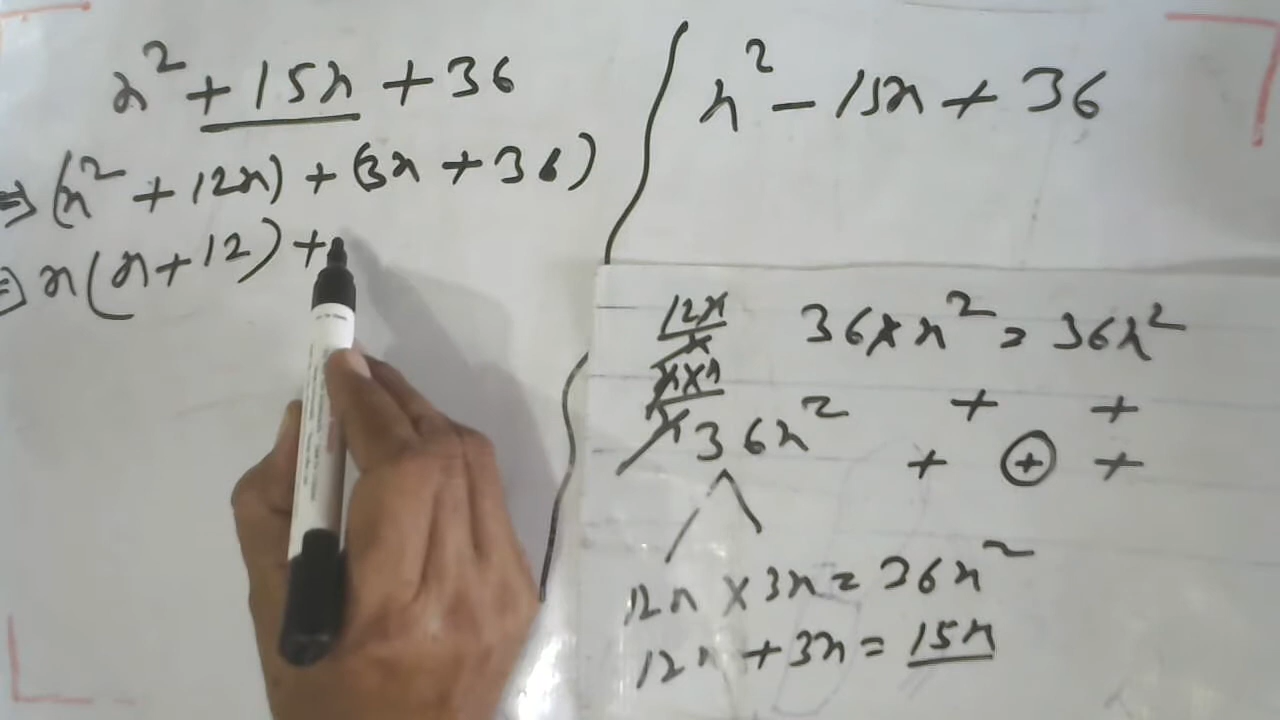 x² + 15x + 36
⇒ (x² + 12x) + (3x + 36)
⇒ x(x + 12) +
x² - 15x + 36
12x 36 × x² = 36x²
x
x × 1 + +
x
36x² + ⊕ +
12x × 3x = 36x²
12x + 3x = 15x